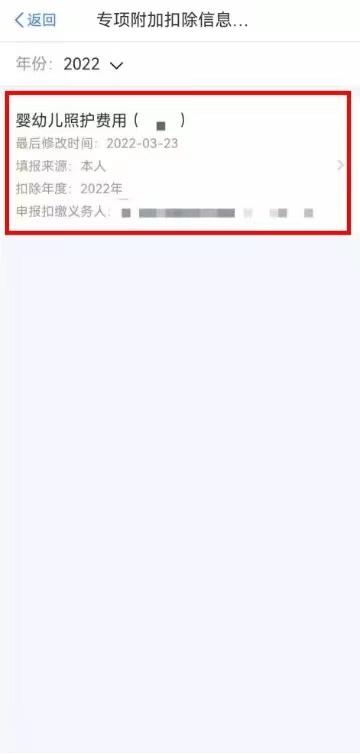 返回 专项附加扣除信息...
年份： 2022
婴幼儿照护费用（ ）
最后修改时间：2022-03-23
填报来源：本人
扣除年度：2022年
申报扣缴义务人：